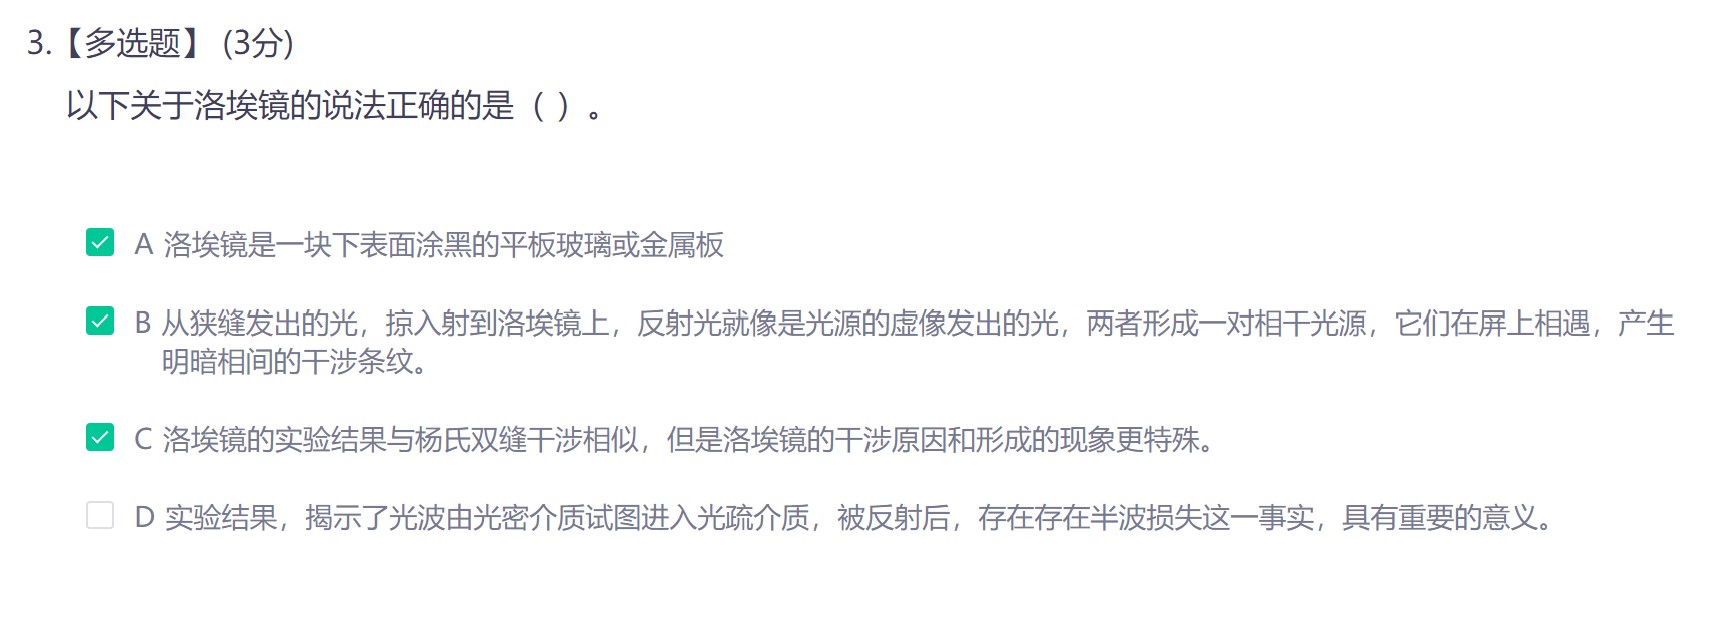 3.【多选题】 (3分)
以下关于洛埃镜的说法正确的是（ ）。
A 洛埃镜是一块下表面涂黑的平板玻璃或金属板
B 从狭缝发出的光，掠入射到洛埃镜上，反射光就像是光源的虚像发出的光，两者形成一对相干光源，它们在屏上相遇，产生
明暗相间的干涉条纹。
C 洛埃镜的实验结果与杨氏双缝干涉相似，但是洛埃镜的干涉原因和形成的现象更特殊。
D 实验结果，揭示了光波由光密介质试图进入光疏介质，被反射后，存在存在半波损失这一事实，具有重要的意义。